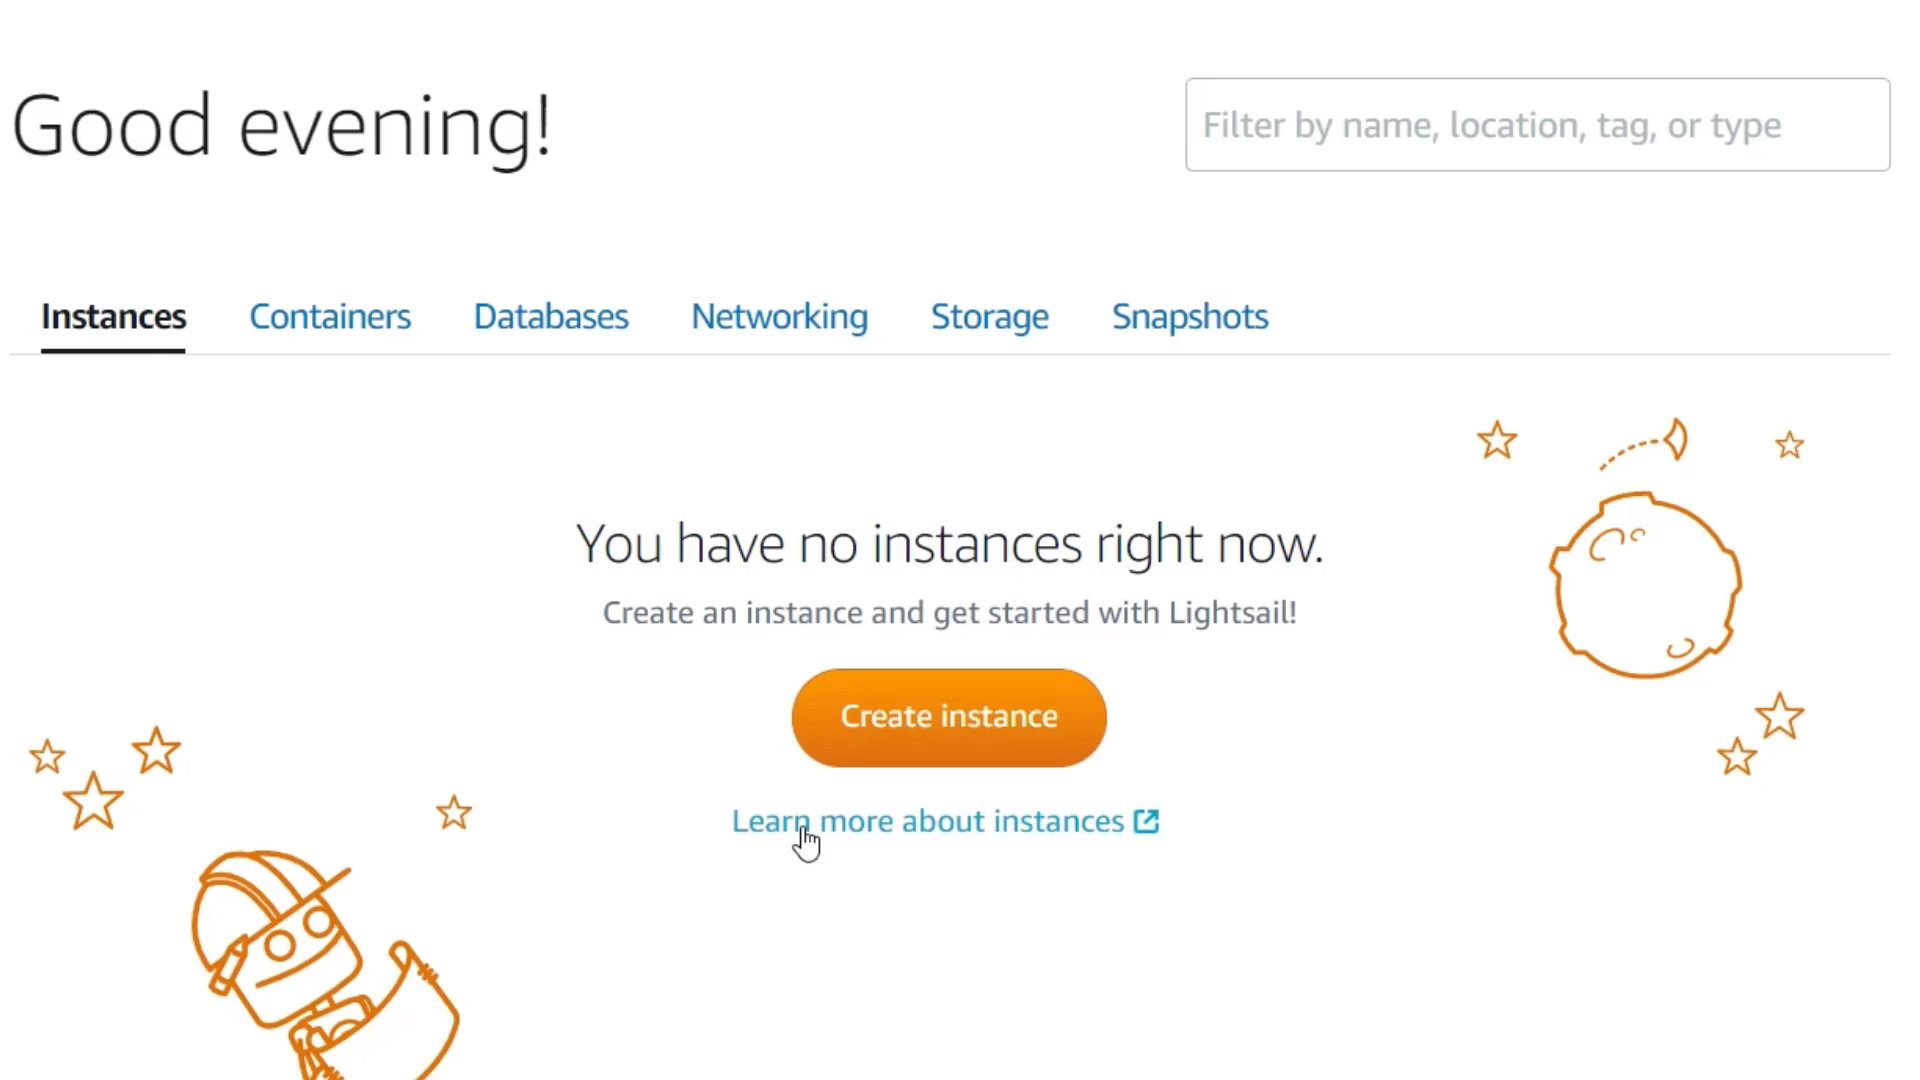 Good evening!
Filter by name, location, tag, or type
Instances Containers Databases Networking Storage Snapshots
You have no instances right now.
Create an instance and get started with Lightsail!
Create instance
Learn more about instances